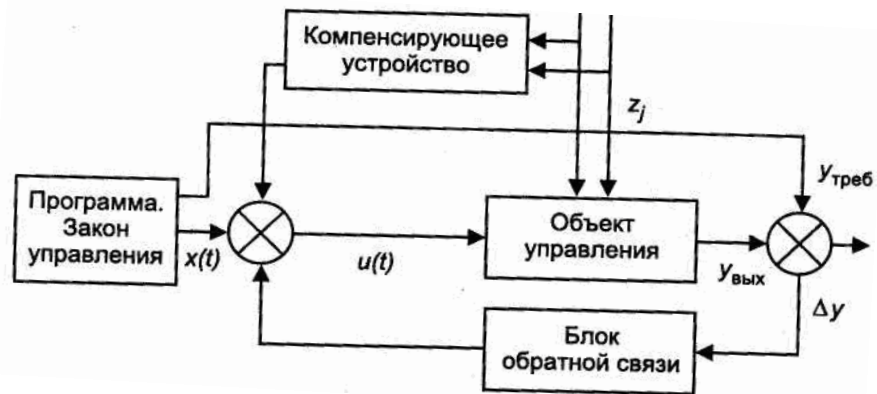 Компенсирующее
устройство
z_j
y_треб
Программа.
Закон
управления
x(t)
u(t)
Объект
управления
y_вых
Δy
Блок
обратной связи